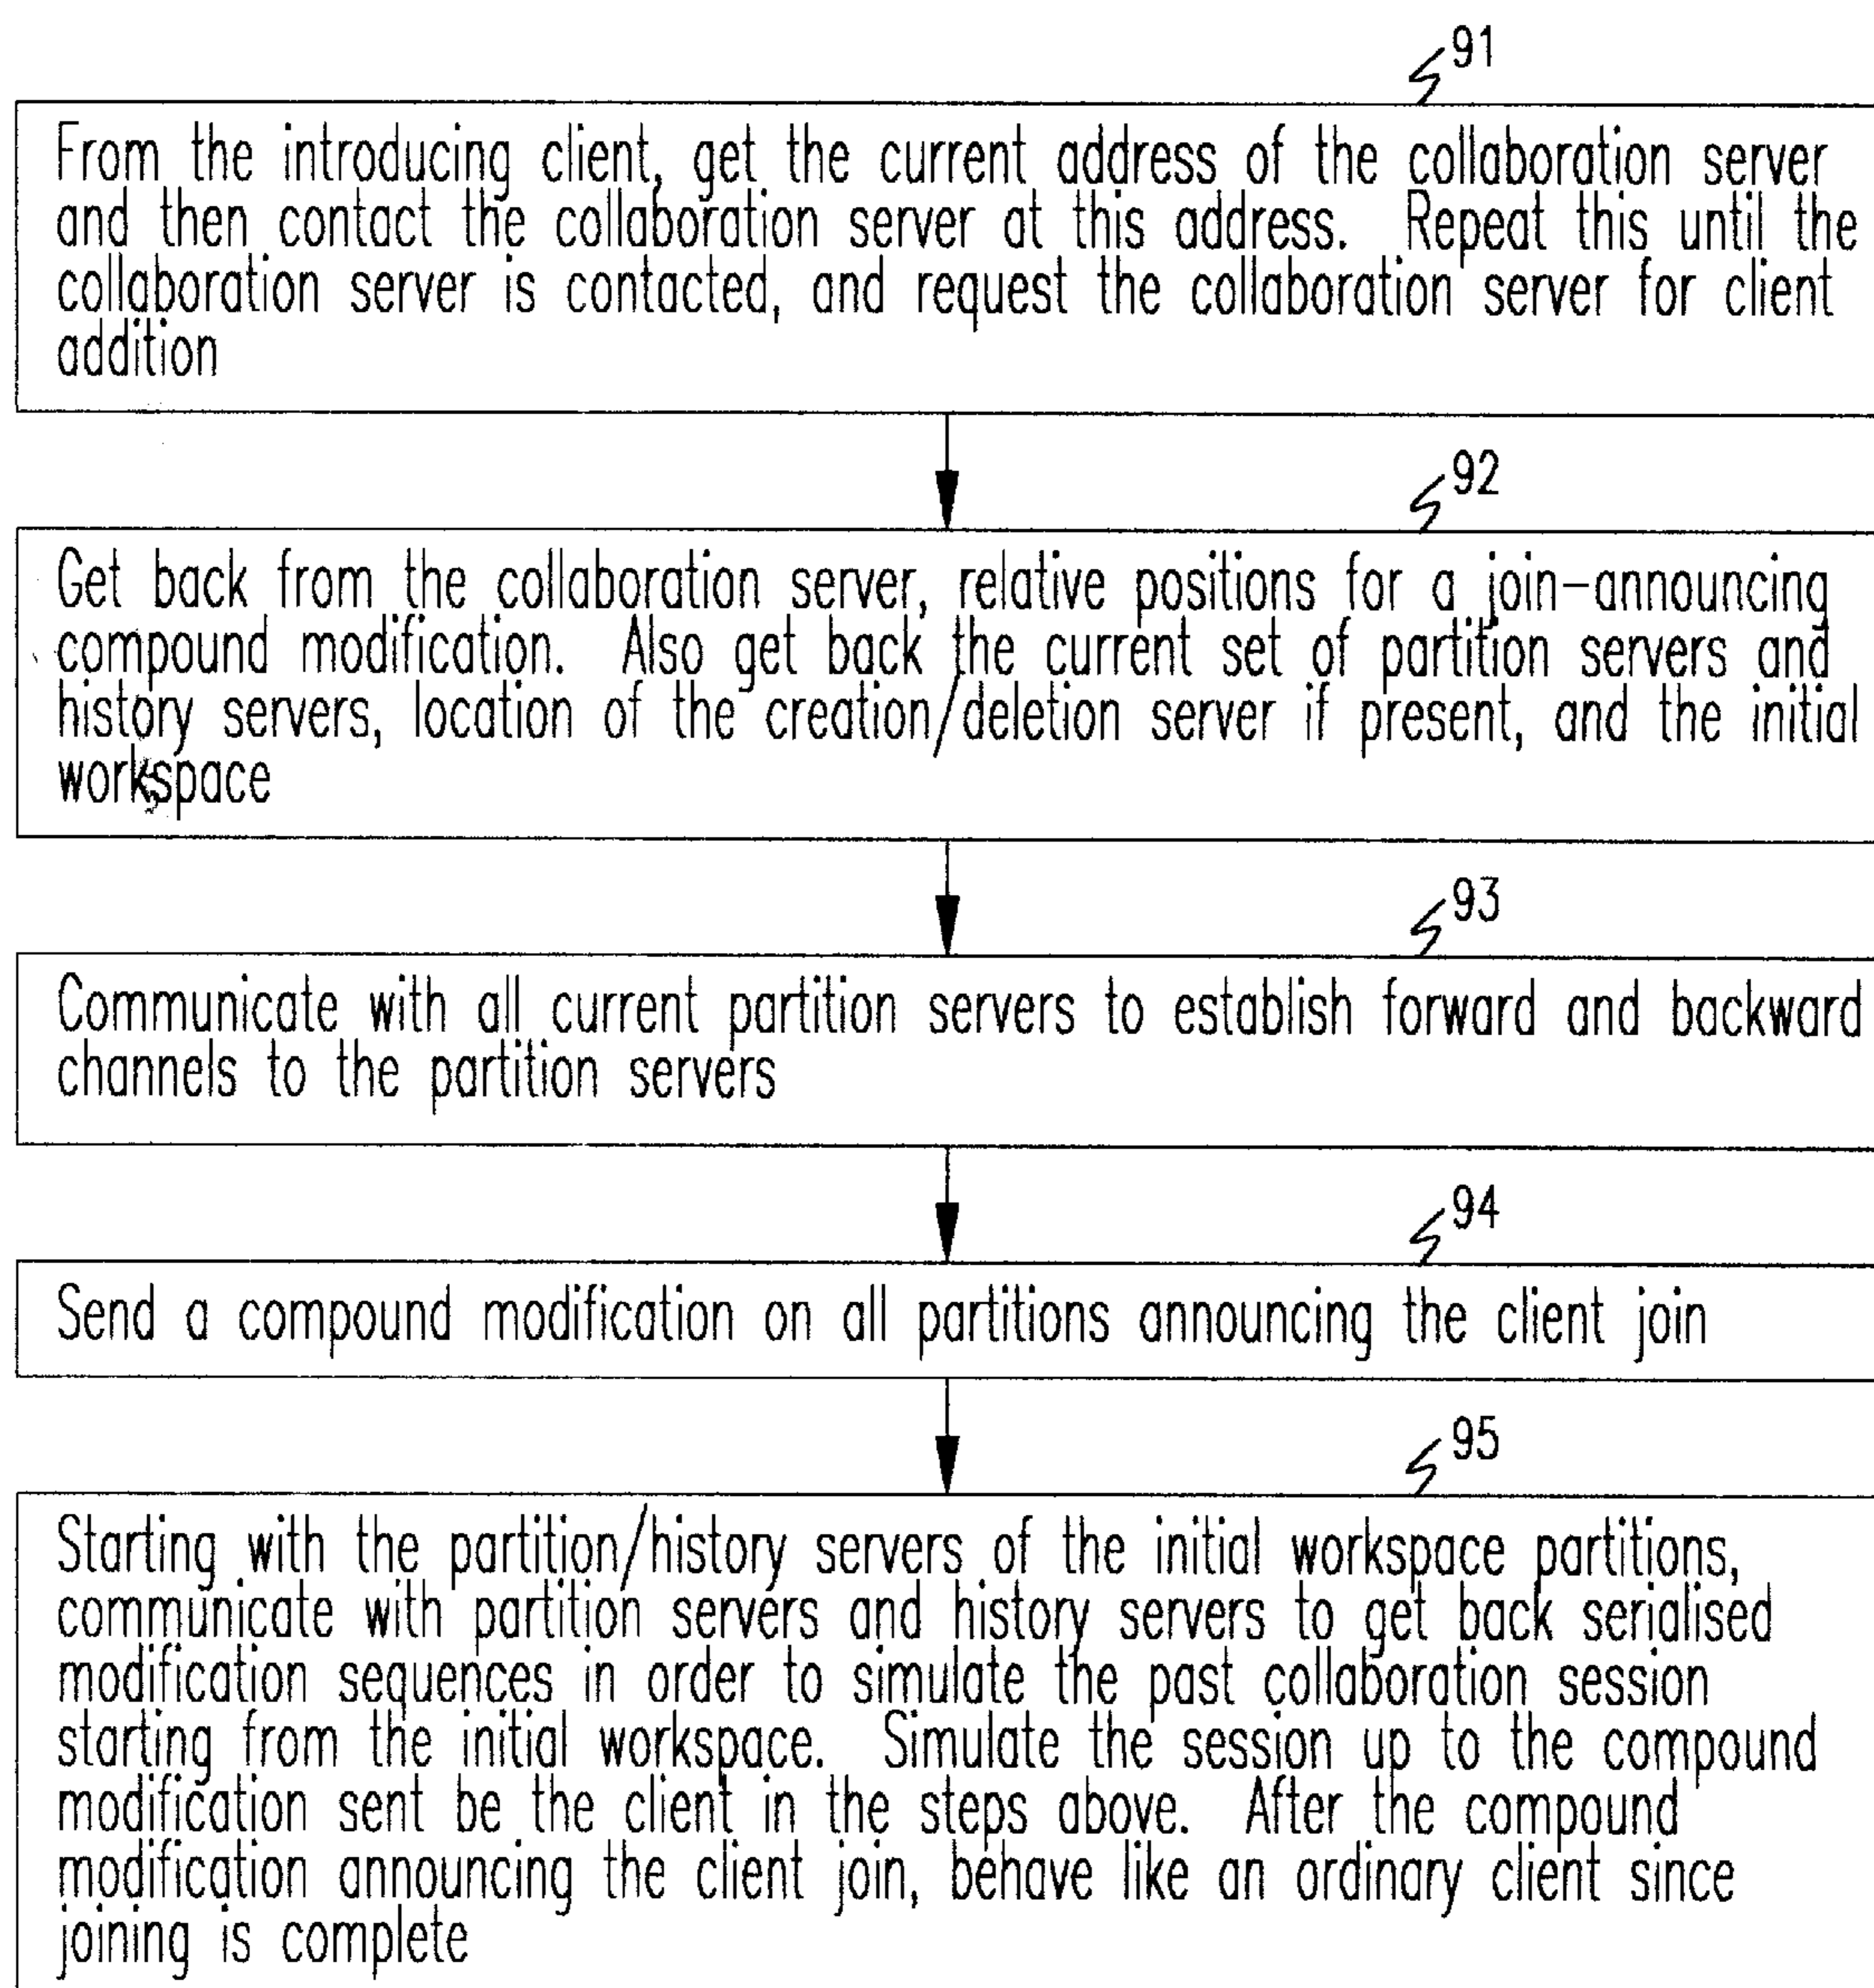 91
From the introducing client, get the current address of the collaboration server
and then contact the collaboration server at this address. Repeat this until the
collaboration server is contacted, and request the collaboration server for client
addition
92
Get back from the collaboration server, relative positions for a join-announcing
compound modification. Also get back the current set of partition servers and
history servers, location of the creation/deletion server if present, and the initial
workspace
93
Communicate with all current partition servers to establish forward and backward
channels to the partition servers
94
Send a compound modification on all partitions announcing the client join
95
Starting with the partition/history servers of the initial workspace partitions,
communicate with partition servers and history servers to get back serialised
modification sequences in order to simulate the past collaboration session
starting from the initial workspace. Simulate the session up to the compound
modification sent be the client in the steps above. After the compound
modification announcing the client join, behave like an ordinary client since
joining is complete